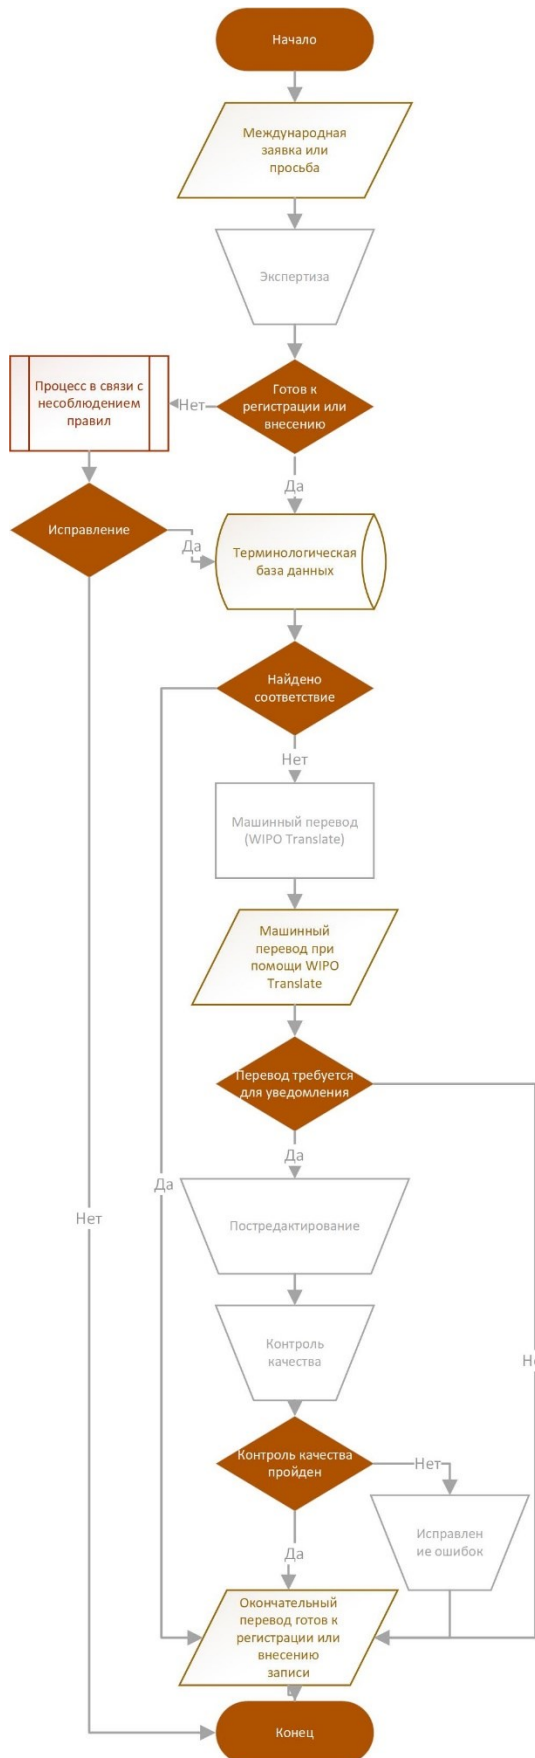 Начало
Международная
заявка или
просьба
Экспертиза
Процесс в связи с
несоблюдением
правил
Нет
Готов к
регистрации или
внесению
Да
Исправление
Да
Терминологическая
база данных
Найдено
соответствие
Нет
Машинный перевод
(WIPO Translate)
Машинный
перевод при
помощи WIPO
Translate
Перевод требуется
для уведомления
Да
Да
Нет
Постредактирование
Контроль
качества
Контроль качества
пройден
Нет
Исправлен
ие ошибок
Да
Окончательный
перевод готов к
регистрации или
внесению
записи
Конец